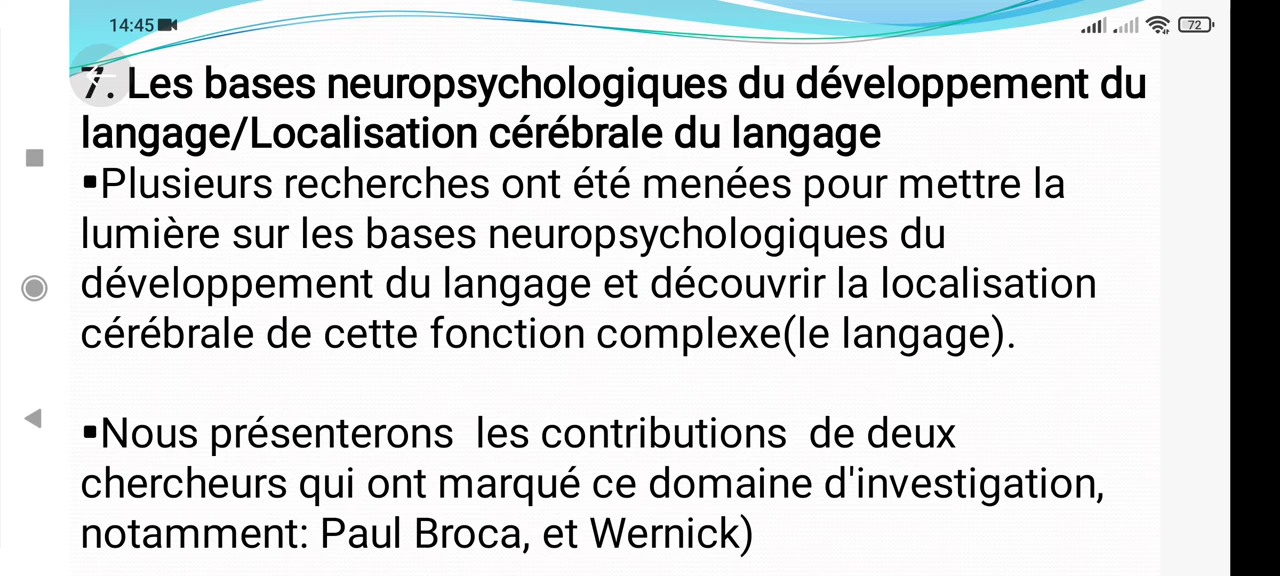 14:45
72
7. Les bases neuropsychologiques du développement du
langage/Localisation cérébrale du langage
▪Plusieurs recherches ont été menées pour mettre la
lumière sur les bases neuropsychologiques du
développement du langage et découvrir la localisation
cérébrale de cette fonction complexe(le langage).
▪Nous présenterons  les contributions  de deux
chercheurs qui ont marqué ce domaine d'investigation,
notamment: Paul Broca, et Wernick)